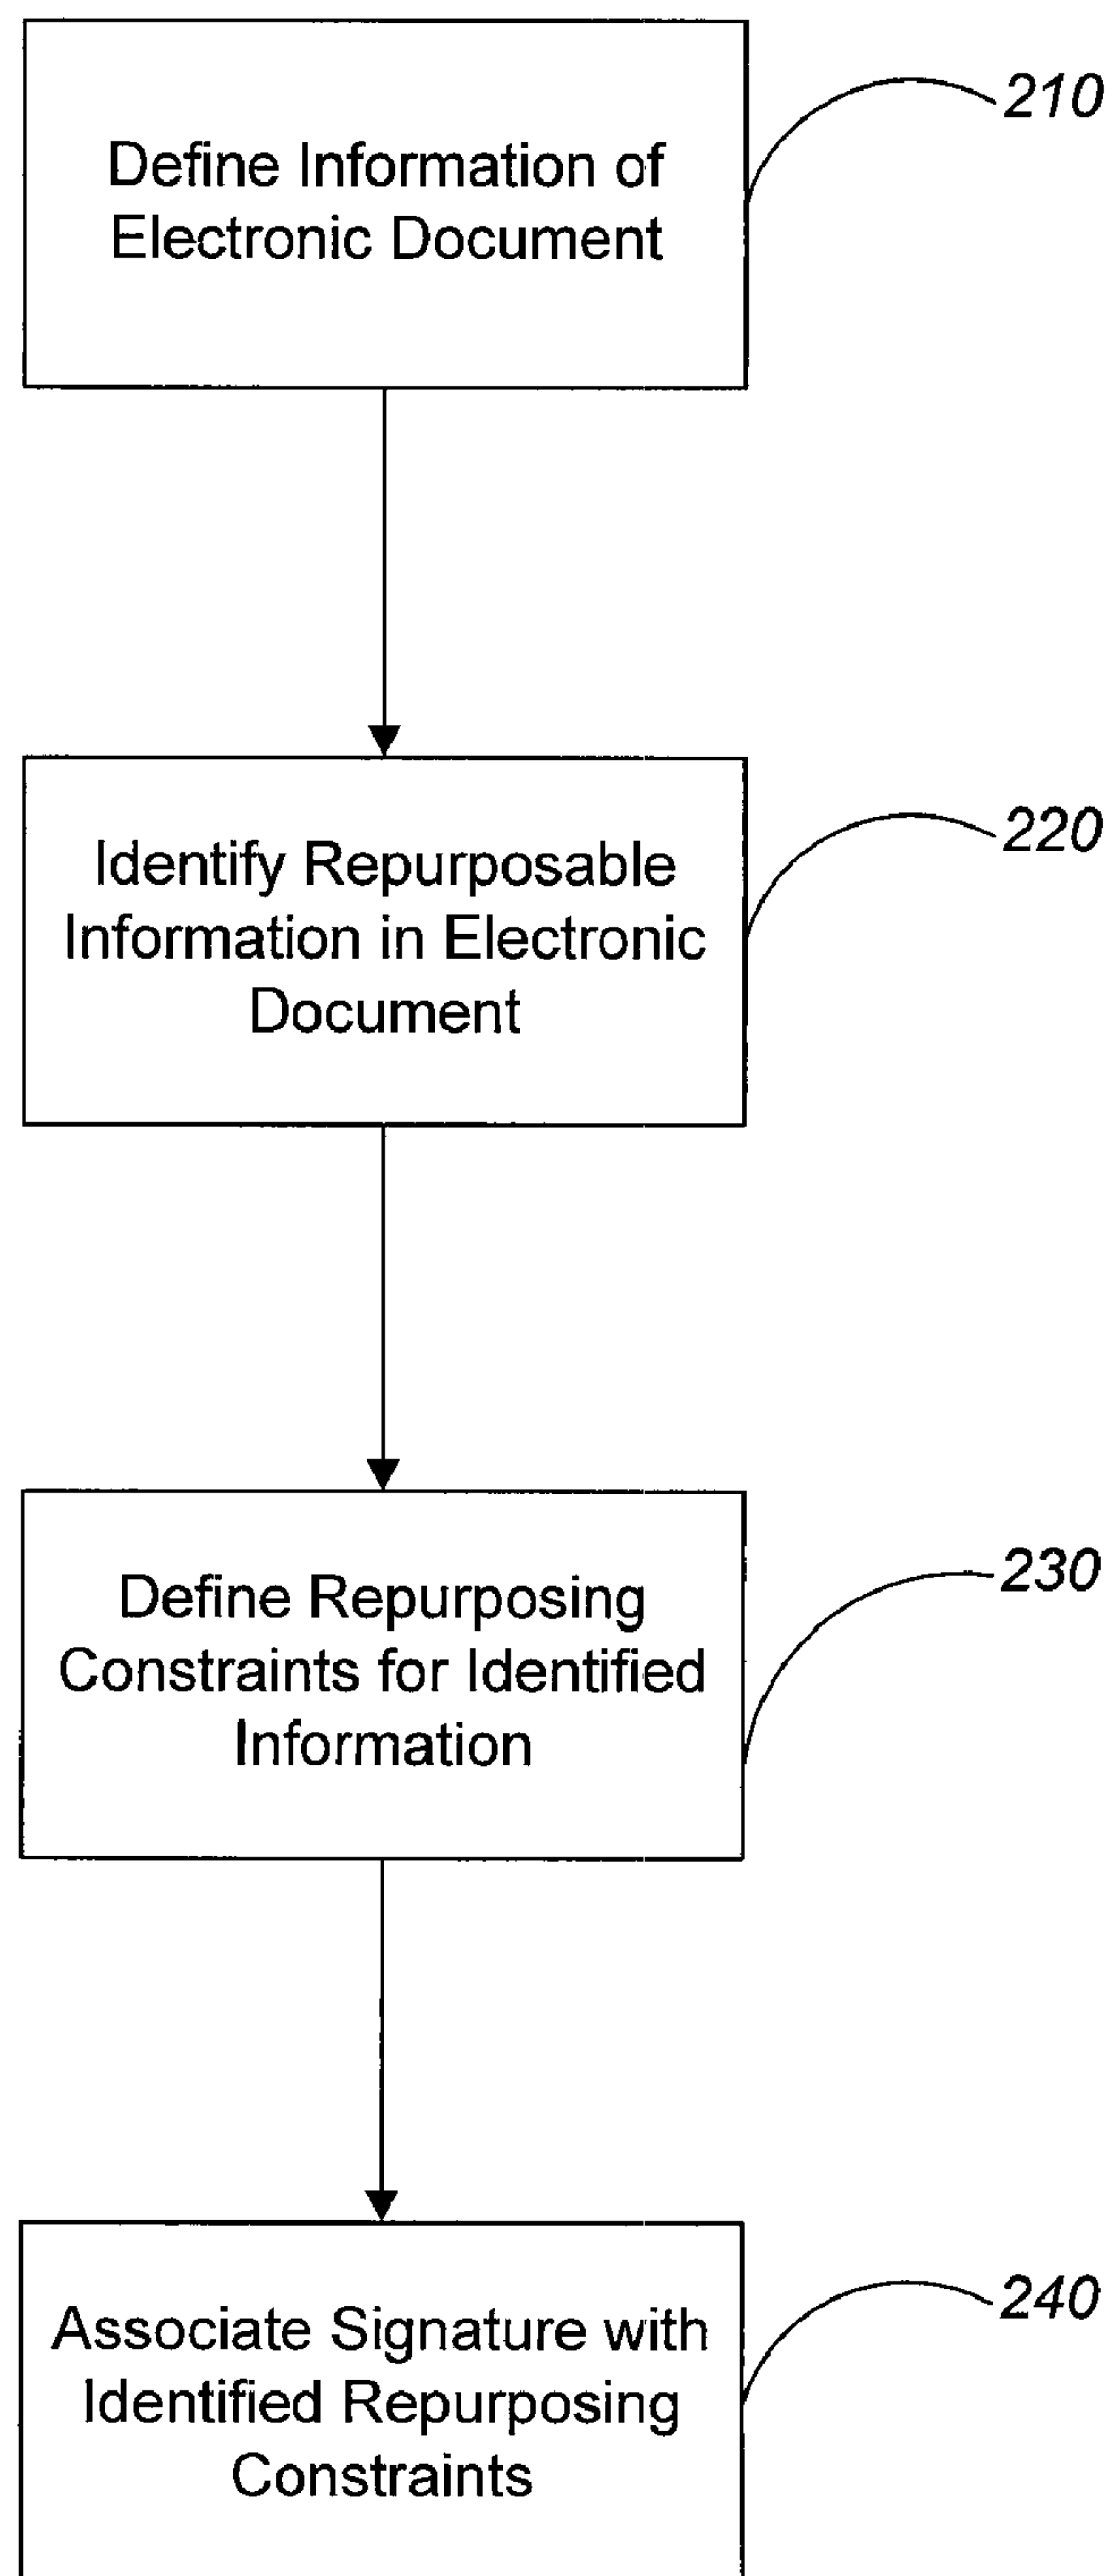 Define Information of
Electronic Document
210
Identify Repurposable
Information in Electronic
Document
220
Define Repurposing
Constraints for Identified
Information
230
Associate Signature with
Identified Repurposing
Constraints
240